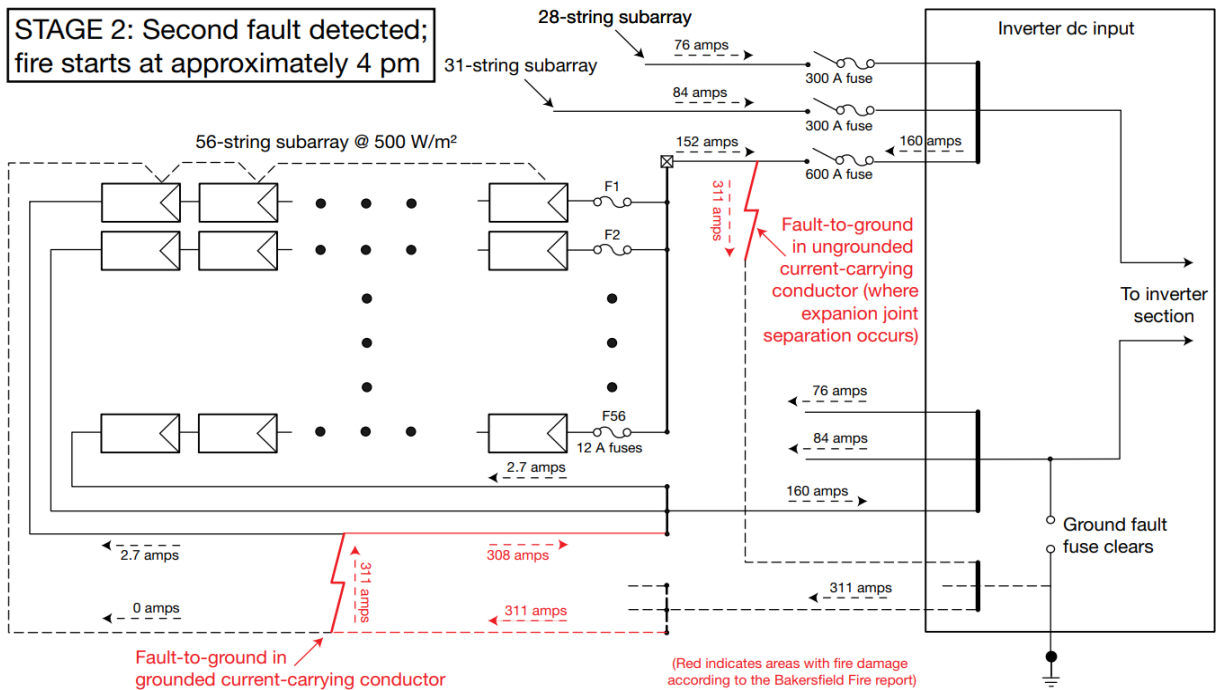 STAGE 2: Second fault detected;
fire starts at approximately 4 pm
28-string subarray
31-string subarray
76 amps
300 A fuse
84 amps
300 A fuse
152 amps
600 A fuse
160 amps
Inverter dc input
56-string subarray @ 500 W/m²
F1
F2
F56
12 A fuses
311 amps
Fault-to-ground
in ungrounded
current-carrying
conductor (where
expansion joint
separation occurs)
To inverter
section
76 amps
84 amps
160 amps
2.7 amps
2.7 amps
308 amps
311 amps
0 amps
311 amps
311 amps
Ground fault
fuse clears
Fault-to-ground in
grounded current-carrying conductor
(Red indicates areas with fire damage
according to the Bakersfield Fire report)